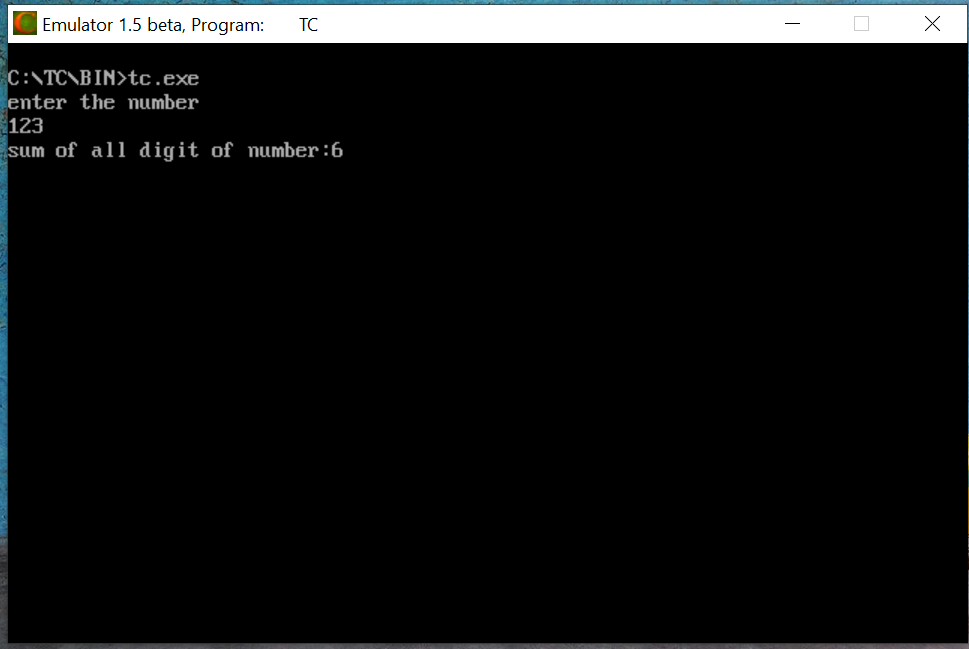 Emulator 1.5 beta, Program: TC
C:\TC\BIN>tc.exe
enter the number
123
sum of all digit of number:6